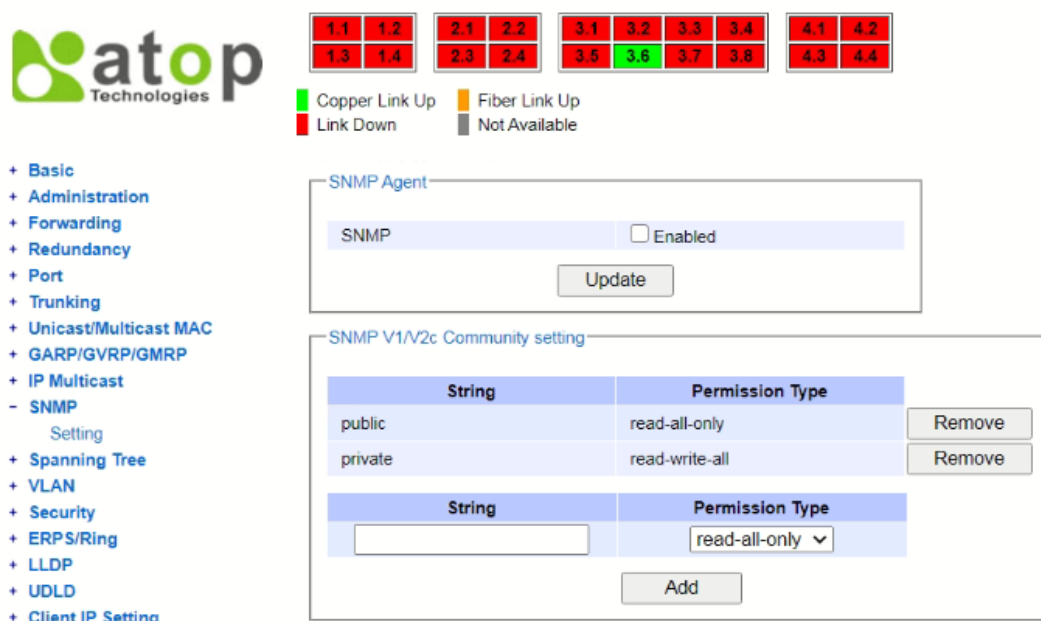 atop
Technologies
1.1 1.2 2.1 2.2 3.1 3.2 3.3 3.4 4.1 4.2
1.3 1.4 2.3 2.4 3.5 3.6 3.7 3.8 4.3 4.4
Copper Link Up Fiber Link Up
Link Down Not Available
+ Basic
+ Administration
+ Forwarding
+ Redundancy
+ Port
+ Trunking
+ Unicast/Multicast MAC
+ GARP/GVRP/GMRP
+ IP Multicast
− SNMP
Setting
+ Spanning Tree
+ VLAN
+ Security
+ ERPS/Ring
+ LLDP
+ UDLD
+ Client IP Setting
SNMP Agent
SNMP Enabled
Update
SNMP V1/V2c Community setting
String Permission Type
public read-all-only Remove
private read-write-all Remove
String Permission Type
read-all-only
Add